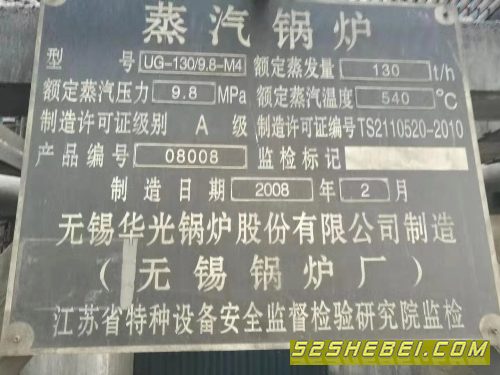 蒸汽锅炉
型 号 UG-130/9.8-M4 额定蒸发量 130 t/h
额定蒸汽压力 9.8 MPa 额定蒸汽温度 540 ℃
制造许可证级别 A 级 制造许可证编号 TS2110520-2010
产品编号 08008 监检标记
制造日期 2008 年 2 月
无锡华光锅炉股份有限公司制造
(无锡锅炉厂)
江苏省特种设备安全监督检验研究院监检
52SHEBEI.COM